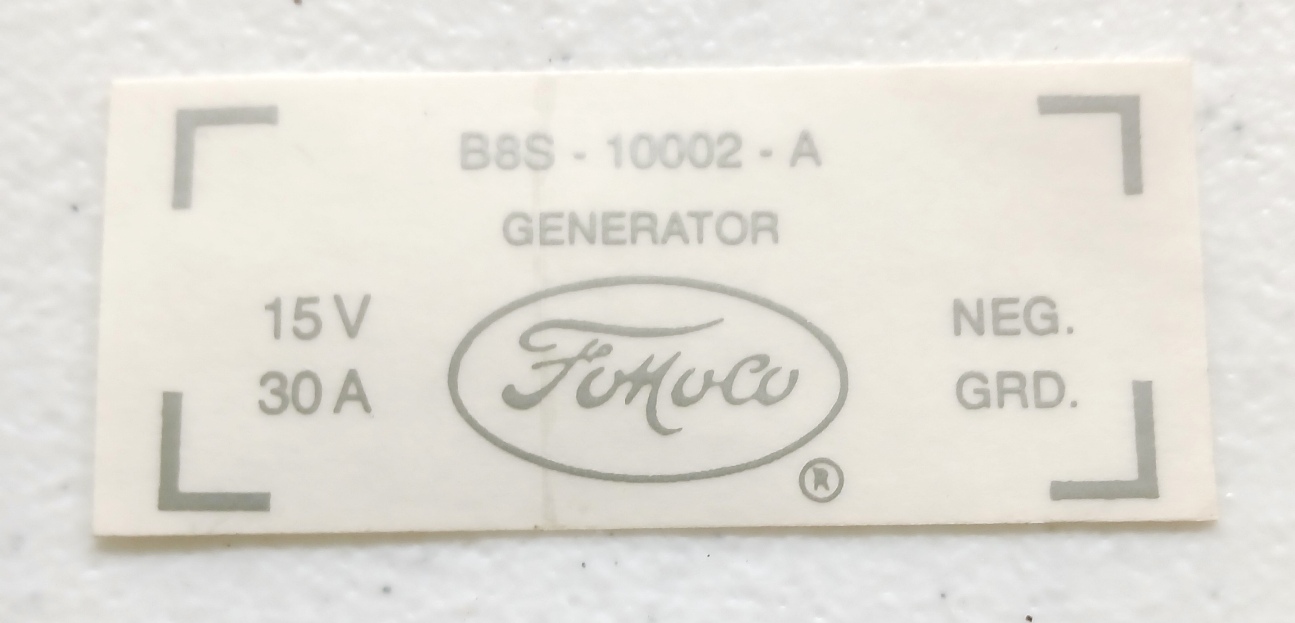 B8S - 10002 - A
GENERATOR
15 V
30 A
FoMoCo
®
NEG.
GRD.